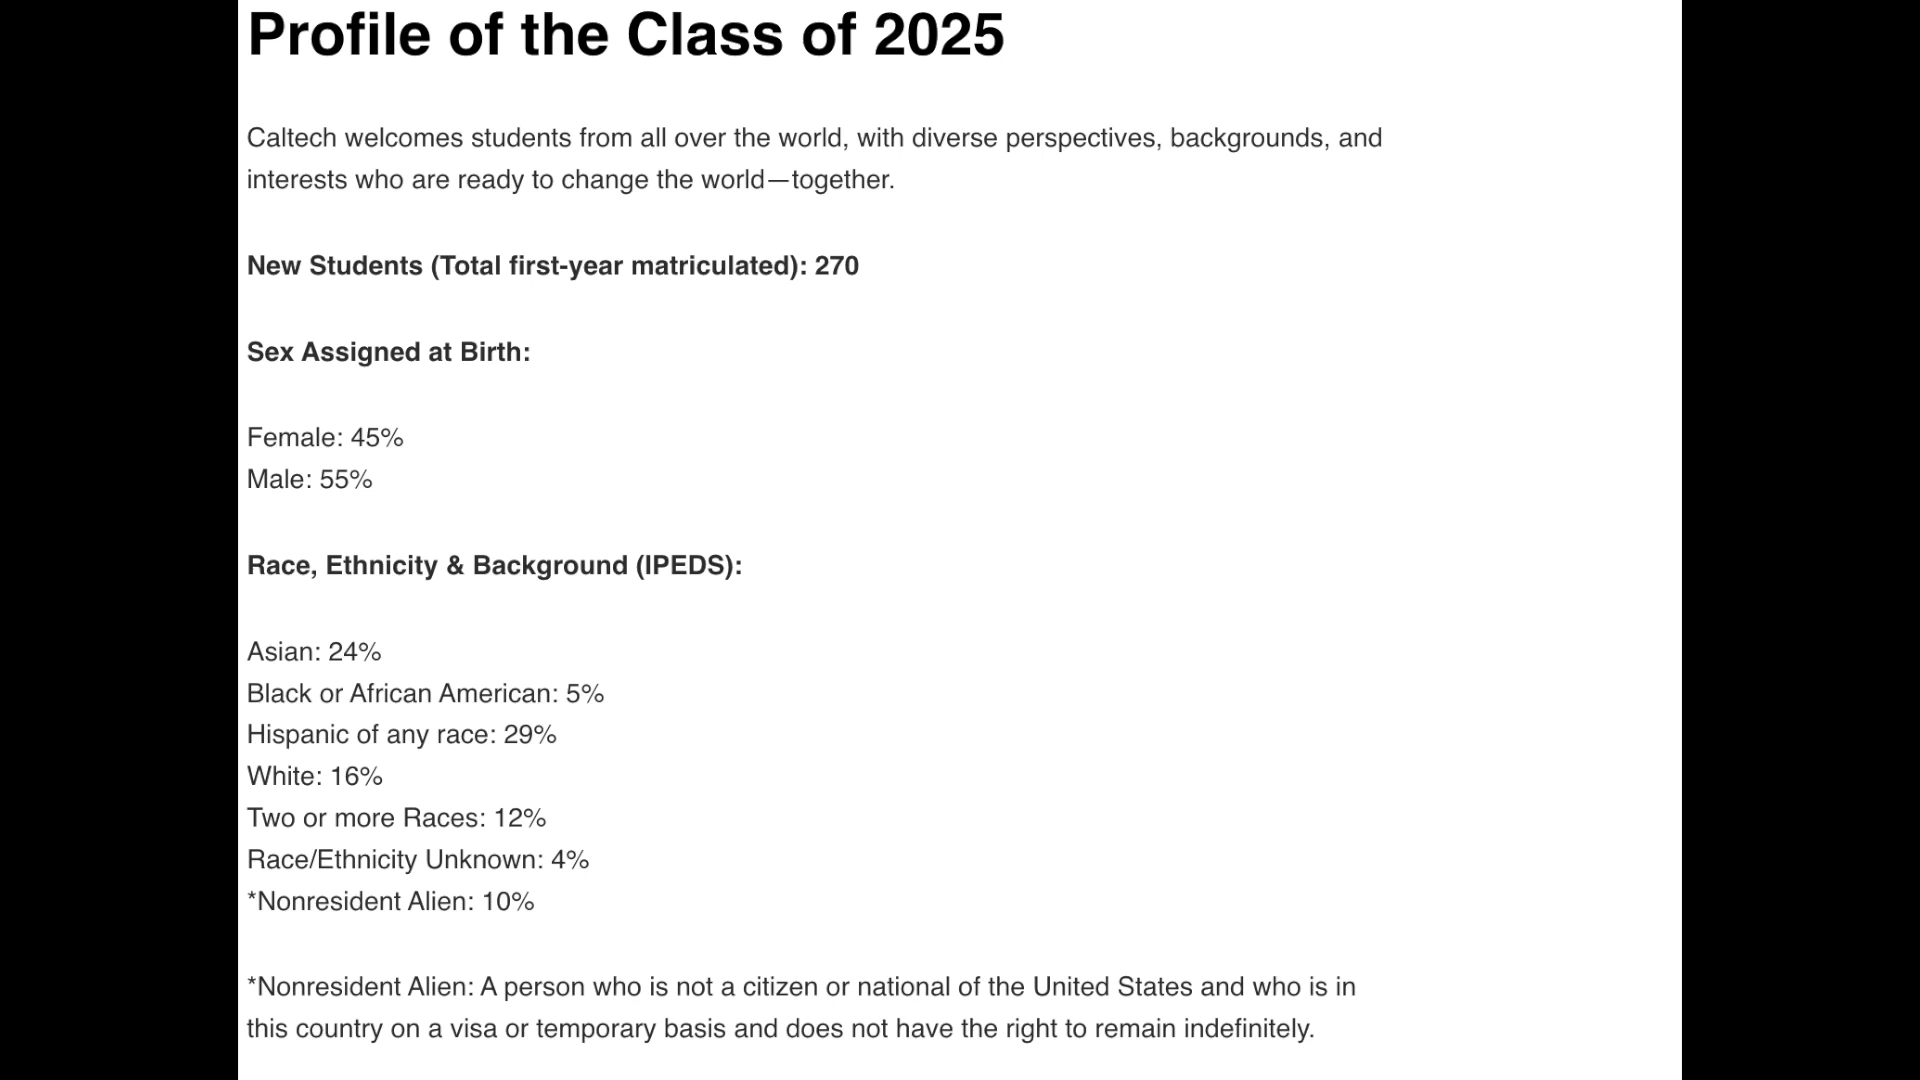 Profile of the Class of 2025
Caltech welcomes students from all over the world, with diverse perspectives, backgrounds, and
interests who are ready to change the world—together.
New Students (Total first-year matriculated): 270
Sex Assigned at Birth:
Female: 45%
Male: 55%
Race, Ethnicity & Background (IPEDS):
Asian: 24%
Black or African American: 5%
Hispanic of any race: 29%
White: 16%
Two or more Races: 12%
Race/Ethnicity Unknown: 4%
*Nonresident Alien: 10%
*Nonresident Alien: A person who is not a citizen or national of the United States and who is in
this country on a visa or temporary basis and does not have the right to remain indefinitely.